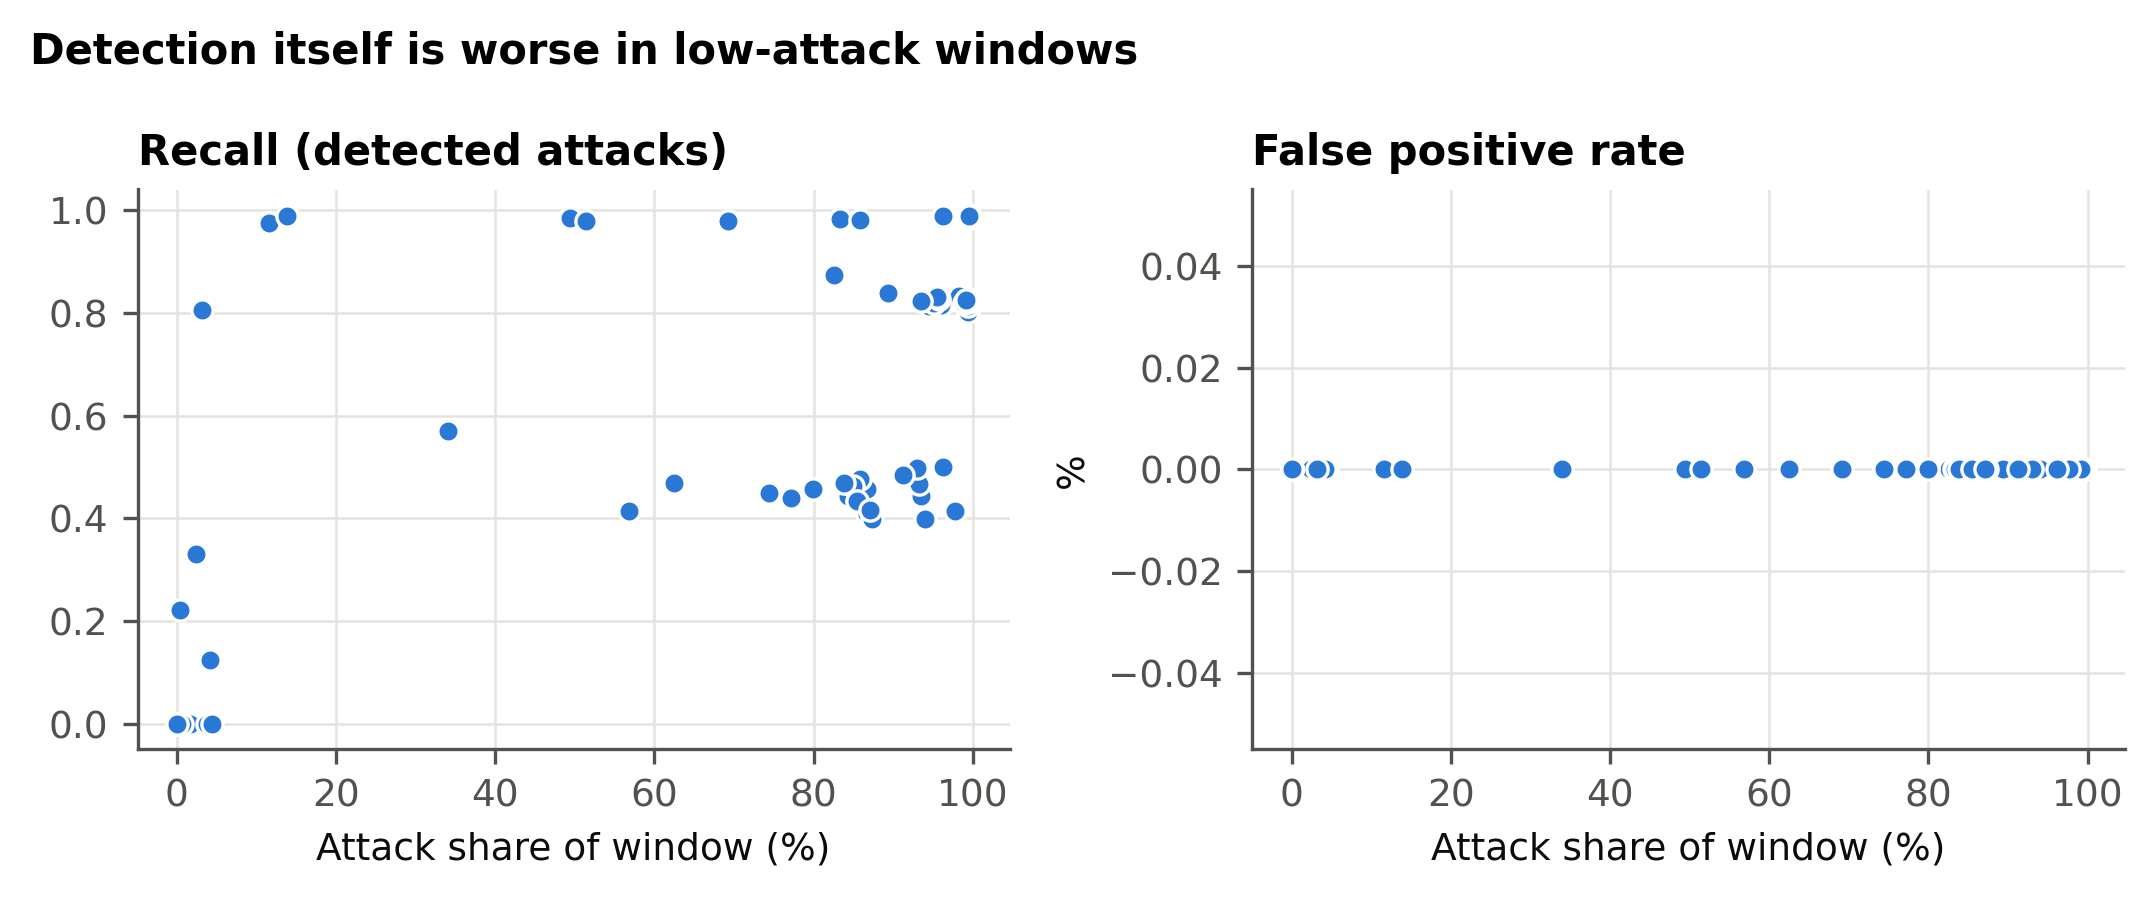 Detection itself is worse in low-attack windows
Recall (detected attacks)
1.0
0.8
0.6
0.4
0.2
0.0
0 20 40 60 80 100
Attack share of window (%)
False positive rate
%
0.04
0.02
0.00
−0.02
−0.04
0 20 40 60 80 100
Attack share of window (%)